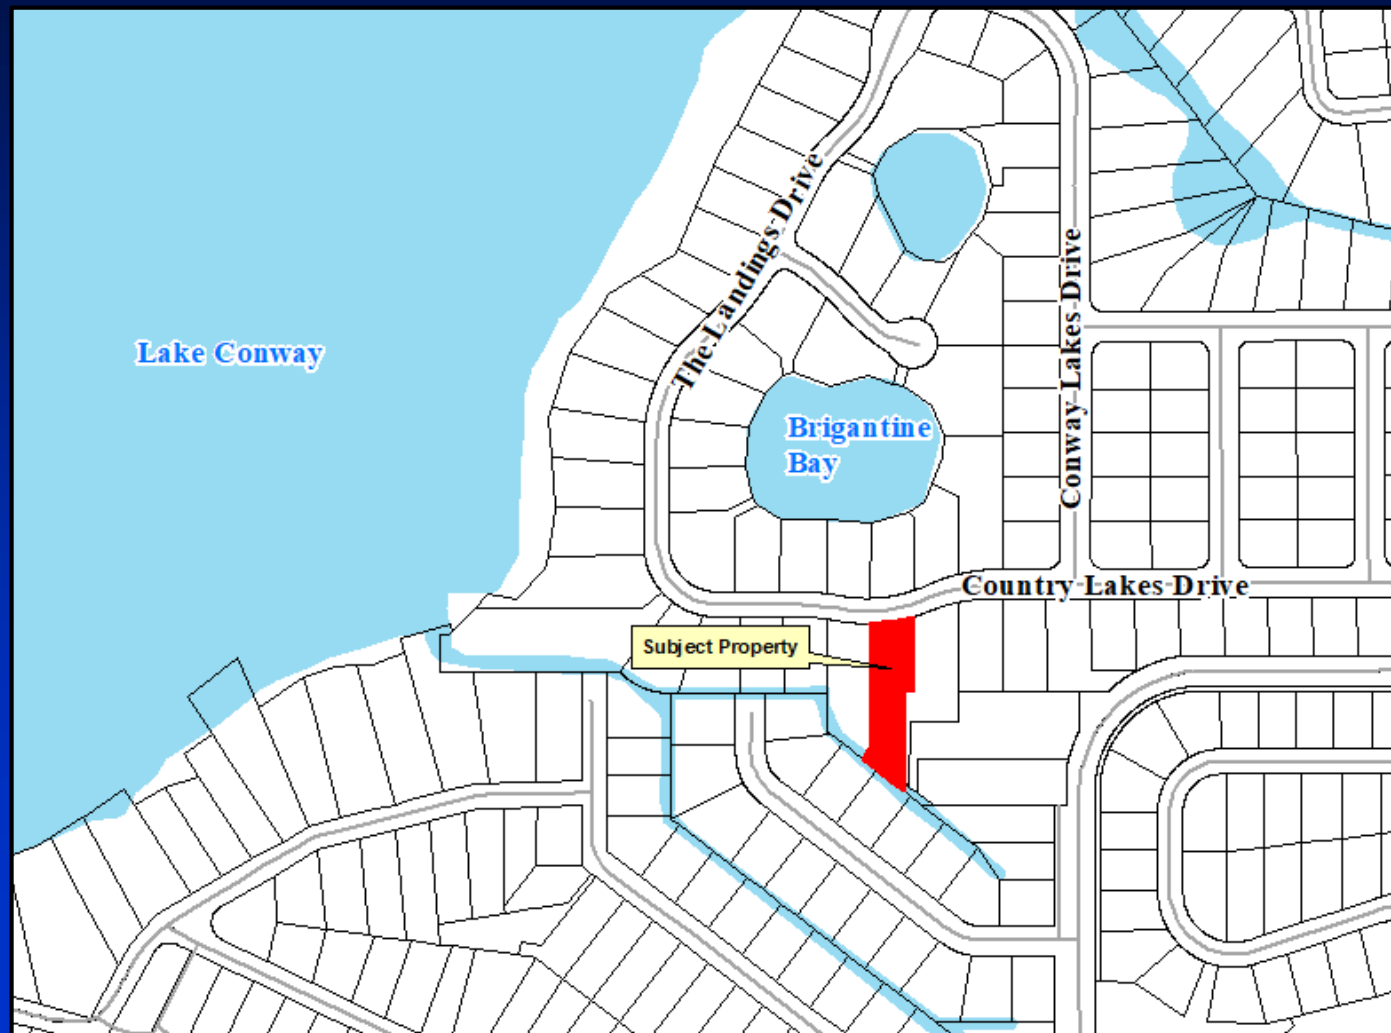 The Landings Drive
Conway Lakes Drive
Lake Conway
Brigantine
Bay
Country Lakes Drive
Subject Property